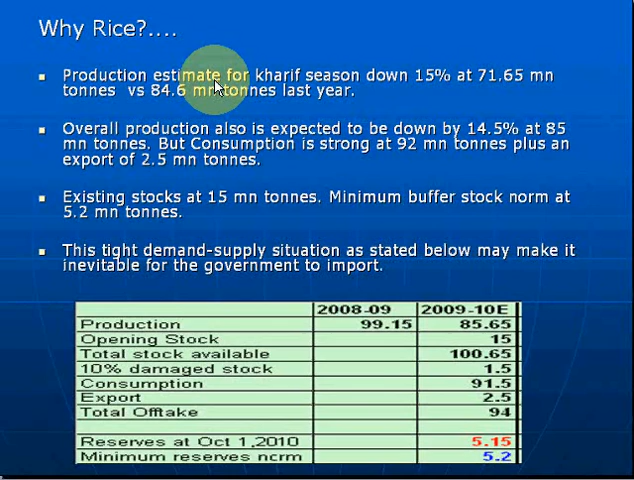 Why Rice?....
Production estimate for kharif season down 15% at 71.65 mn
tonnes vs 84.6 mn tonnes last year.
Overall production also is expected to be down by 14.5% at 85
mn tonnes. But Consumption is strong at 92 mn tonnes plus an
export of 2.5 mn tonnes.
Existing stocks at 15 mn tonnes. Minimum buffer stock norm at
5.2 mn tonnes.
This tight demand-supply situation as stated below may make it
inevitable for the government to import.
2008-09 2009-10E
Production 99.15 85.65
Opening Stock 15
Total stock available 100.65
10% damaged stock 1.5
Consumption 91.5
Export 2.5
Total Offtake 94
Reserves at Oct 1,2010 5.15
Minimum reserves norm 5.2